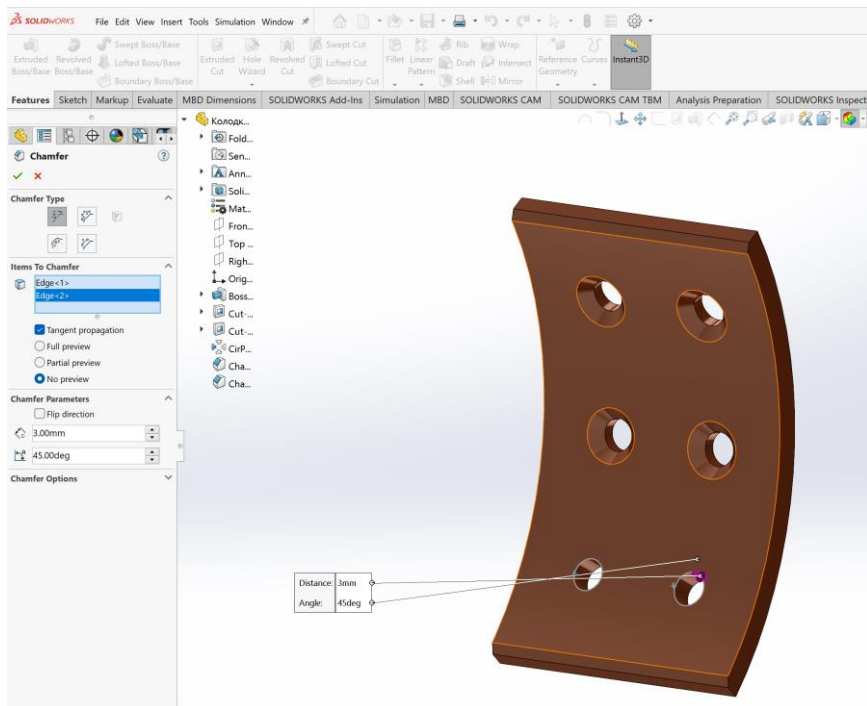 SOLIDWORKS File Edit View Insert Tools Simulation Window
Extruded Boss/Base
Revolved Boss/Base
Swept Boss/Base
Lofted Boss/Base
Boundary Boss/Base
Extruded Cut
Hole Wizard
Revolved Cut
Swept Cut
Lofted Cut
Boundary Cut
Fillet
Linear Pattern
Rib
Draft
Shell
Wrap
Intersect
Mirror
Reference Geometry
Curves
Instant3D
Features Sketch Markup Evaluate MBD Dimensions SOLIDWORKS Add-Ins Simulation MBD SOLIDWORKS CAM SOLIDWORKS CAM TBM Analysis Preparation SOLIDWORKS Inspect
Chamfer
Chamfer Type
Items To Chamfer
Edge<1>
Edge<2>
Tangent propagation
Full preview
Partial preview
No preview
Chamfer Parameters
Flip direction
3.00mm
45.00deg
Chamfer Options
Колодк...
Fold...
Sen...
Ann...
Soli...
Mat...
Fron...
Top ...
Righ...
Orig...
Boss...
Cut-...
Cut-...
CirP...
Cha...
Cha...
Distance: 3mm
Angle: 45deg